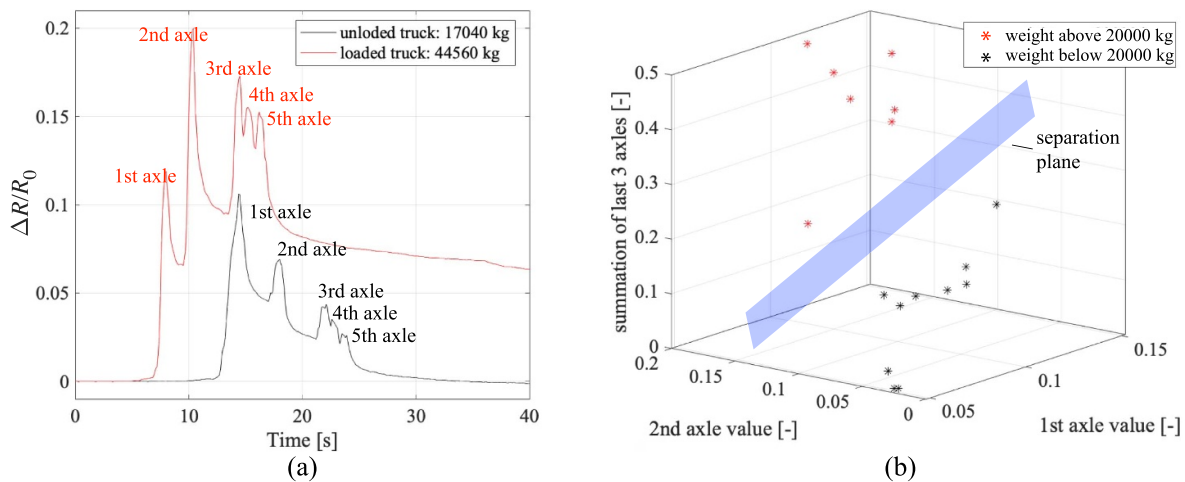 0.2
0.15
0.1
0.05
0
ΔR/R0
0
10
20
30
40
Time [s]
unloded truck: 17040 kg
loaded truck: 44560 kg
2nd axle
3rd axle
4th axle
5th axle
1st axle
1st axle
2nd axle
3rd axle
4th axle
5th axle
(a)
weight above 20000 kg
weight below 20000 kg
separation
plane
summation of last 3 axles [-]
0.5
0.4
0.3
0.2
0.1
0
0.2
0.15
0.1
0.05
0
2nd axle value [-]
0.05
0.1
0.15
1st axle value [-]
(b)